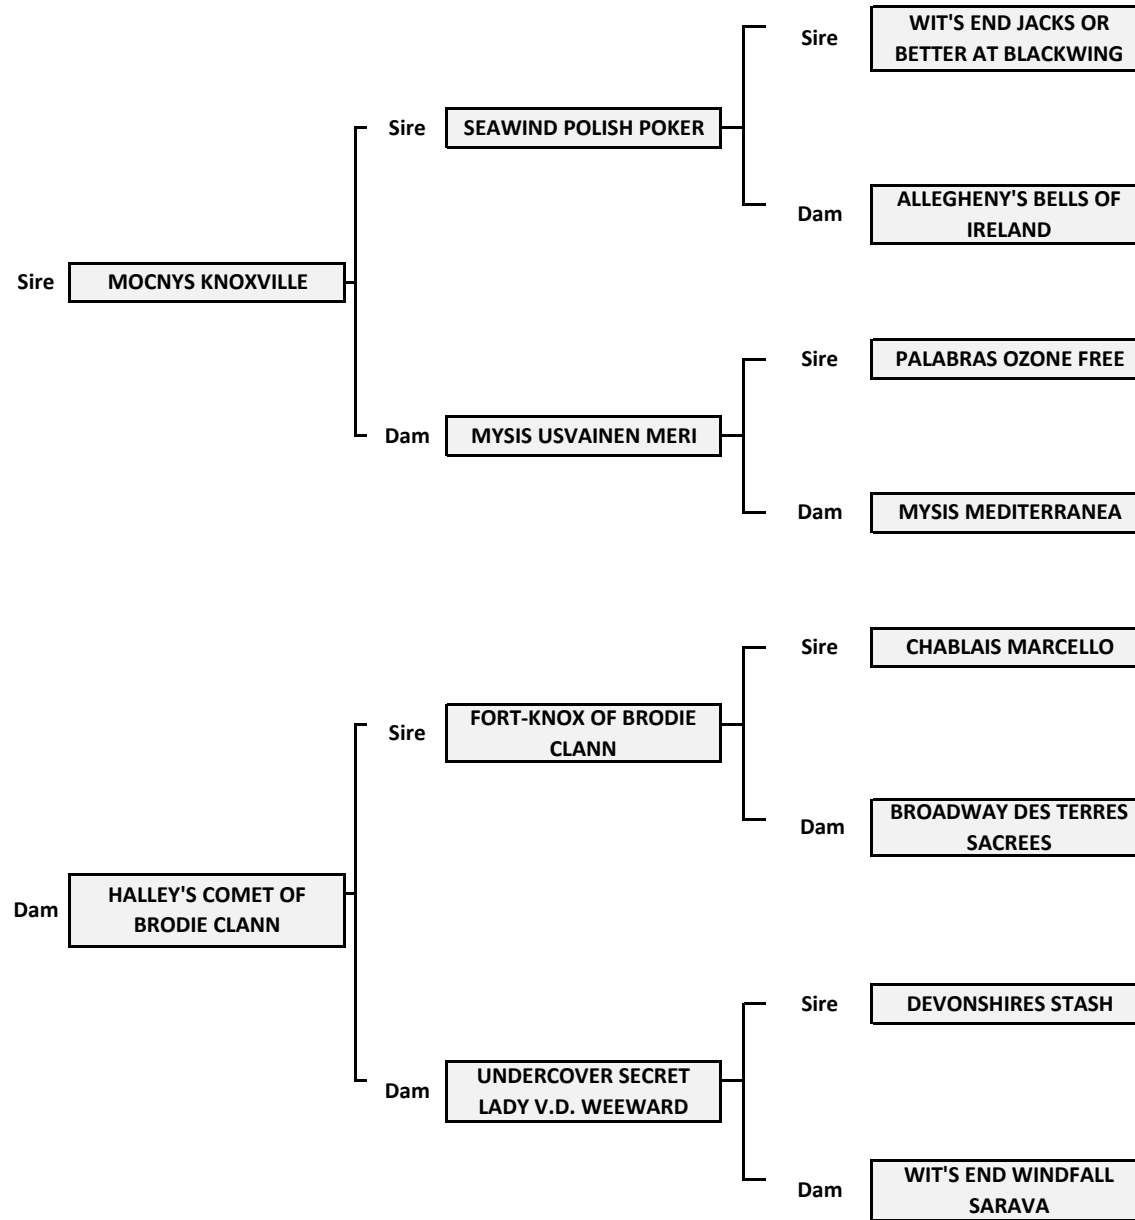 Sire
WIT'S END JACKS OR
BETTER AT BLACKWING
Sire
SEAWIND POLISH POKER
Dam
ALLEGHENY'S BELLS OF
IRELAND
Sire
MOCNYS KNOXVILLE
Sire
PALABRAS OZONE FREE
Dam
MYSIS USVAINEN MERI
Dam
MYSIS MEDITERRANEA
Sire
CHABLAIS MARCELLO
Sire
FORT-KNOX OF BRODIE
CLANN
Dam
BROADWAY DES TERRES
SACREES
Dam
HALLEY'S COMET OF
BRODIE CLANN
Sire
DEVONSHIRES STASH
Dam
UNDERCOVER SECRET
LADY V.D. WEEWARD
Dam
WIT'S END WINDFALL
SARAVA